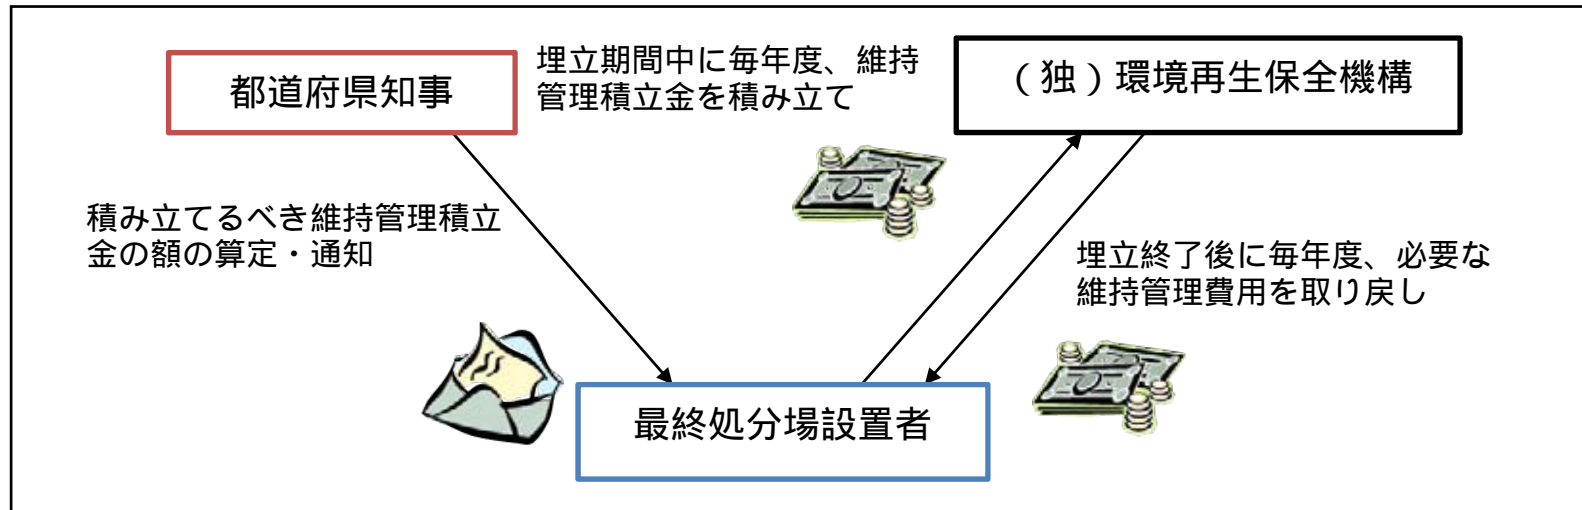 都道府県知事
埋立期間中に毎年度、維持
管理積立金を積み立て
（独）環境再生保全機構
積み立てるべき維持管理積立
金の額の算定・通知
埋立終了後に毎年度、必要な
維持管理費用を取り戻し
最終処分場設置者